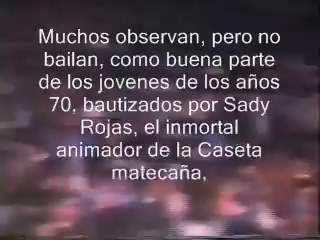 Muchos observan, pero no
bailan, como buena parte
de los jovenes de los años
70, bautizados por Sady
Rojas, el inmortal
animador de la Caseta
matecaña.